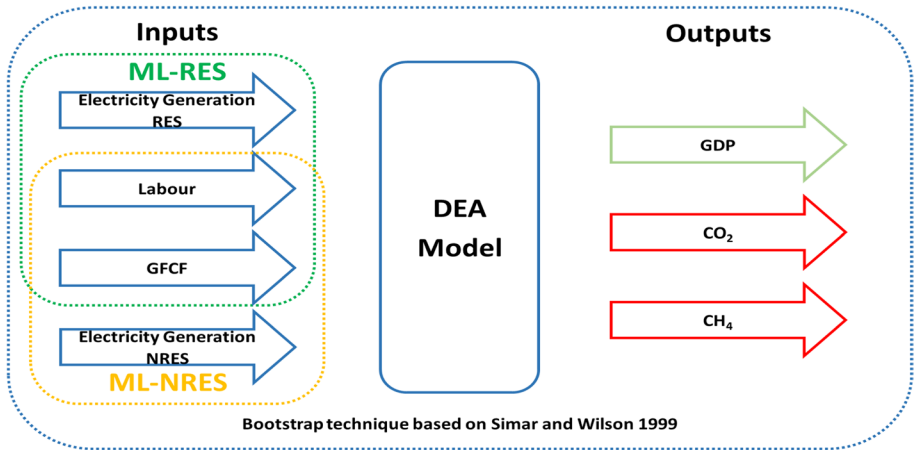 Inputs
Outputs
ML-RES
Electricity Generation
RES
Labour
GFCF
Electricity Generation
NRES
ML-NRES
DEA
Model
GDP
CO₂
CH₄
Bootstrap technique based on Simar and Wilson 1999